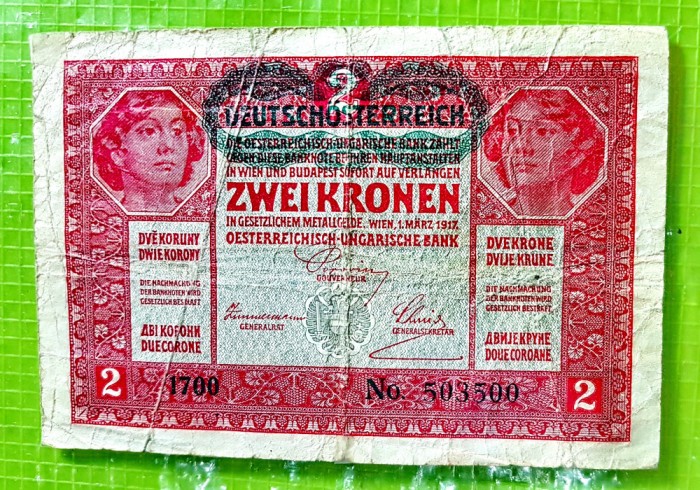 2
DEUTSCHÖSTERREICH
DIE OESTERREICHISCH-UNGARISCHE BANK ZAHLT
GEGEN DIESE BANKNOTE BEI IHREN HAUPTANSTALTEN
IN WIEN UND BUDAPEST SOFORT AUF VERLANGEN
ZWEI KRONEN
IN GESETZLICHEM METALLGELDE. WIEN, 1. MÄRZ 1917.
OESTERREICHISCH-UNGARISCHE BANK
DVĚ KORUNY
DWIE KORONY
DIE NACHMACHUNG
DER BANKNOTEN WIRD
GESETZLICH BESTRAFT
ДВІ КОРОНИ
DUE CORONE
DVE KRONE
DVIJE KRUNE
DIE NACHMACHUNG
DER BANKNOTEN WIRD
GESETZLICH BESTRAFT
ДВИЈЕ КРУНЕ
DOUE COROANE
GOUVERNEUR
GENERALRAT
GENERALSEKRETÄR
2
1700
No. 503500
2